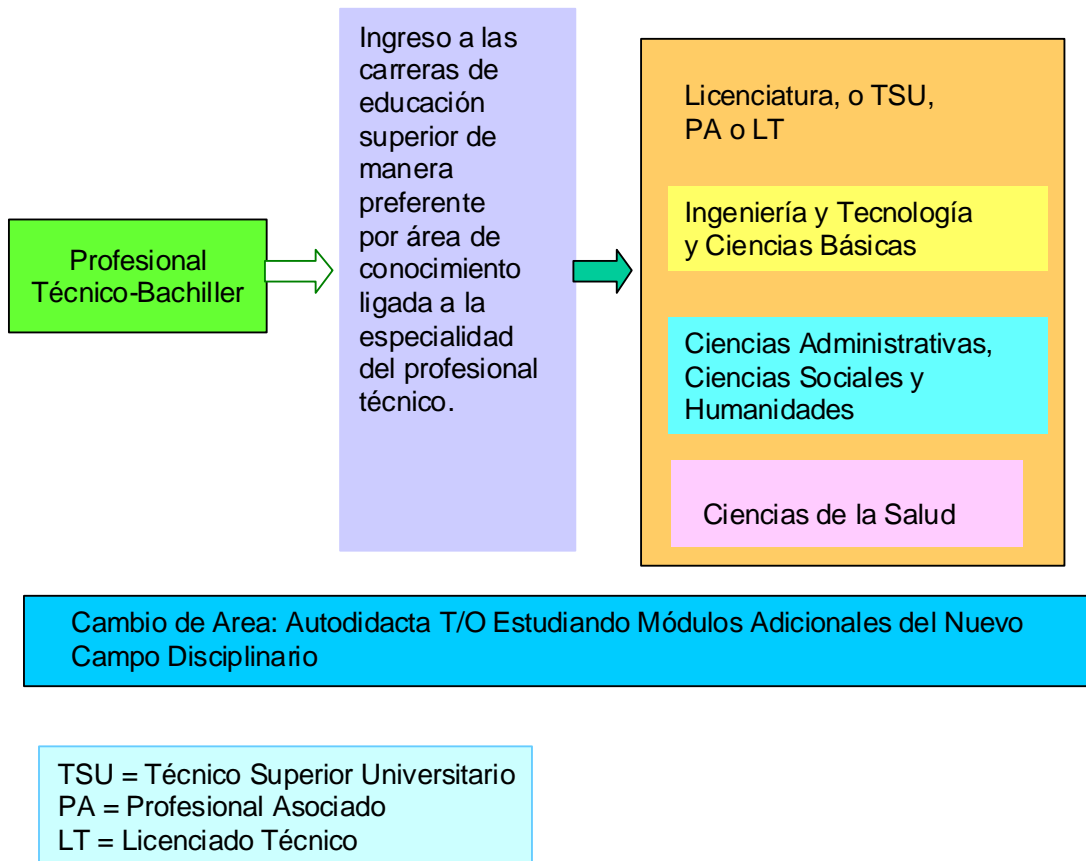 Profesional
Técnico-Bachiller
Ingreso a las
carreras de
educación
superior de
manera
preferente
por área de
conocimiento
ligada a la
especialidad
del profesional
técnico.
Licenciatura, o TSU,
PA o LT
Ingeniería y Tecnología
y Ciencias Básicas
Ciencias Administrativas,
Ciencias Sociales y
Humanidades
Ciencias de la Salud
Cambio de Area: Autodidacta T/O Estudiando Módulos Adicionales del Nuevo
Campo Disciplinario
TSU = Técnico Superior Universitario
PA = Profesional Asociado
LT = Licenciado Técnico